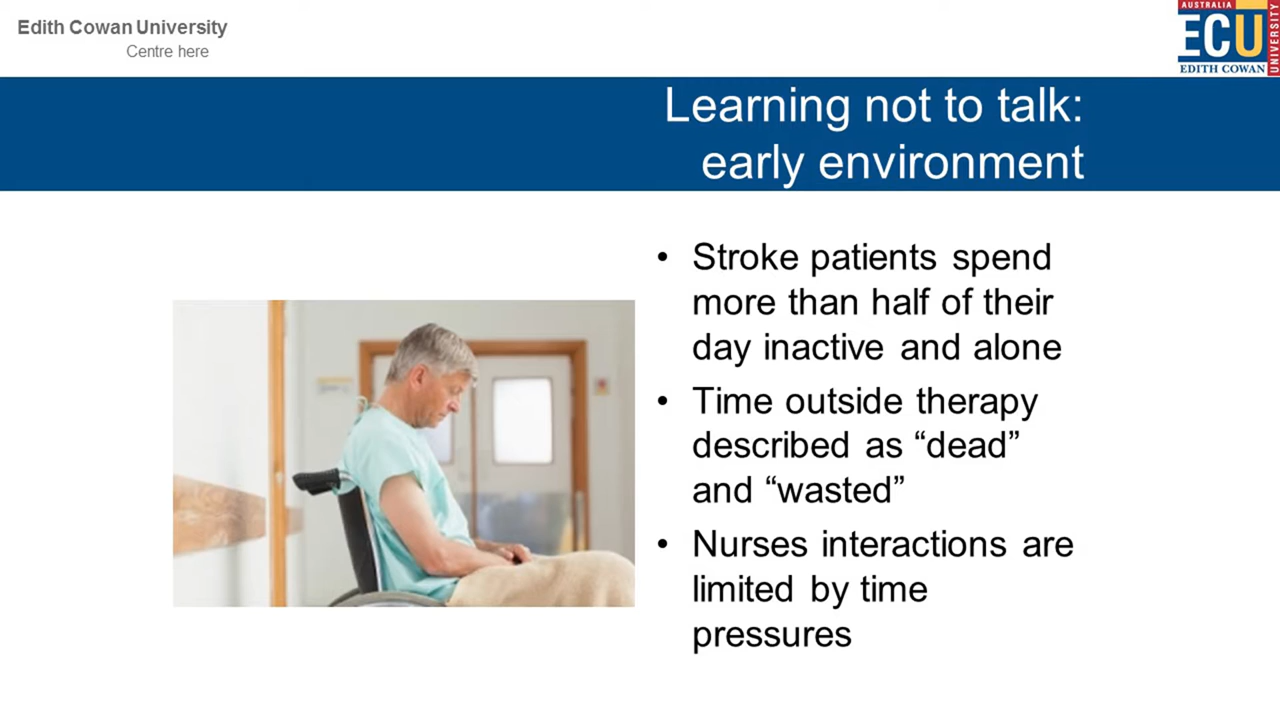 Edith Cowan University
Centre here
AUSTRALIA
ECU
UNIVERSITY
EDITH COWAN
Learning not to talk:
early environment
• Stroke patients spend
more than half of their
day inactive and alone
• Time outside therapy
described as “dead”
and “wasted”
• Nurses interactions are
limited by time
pressures